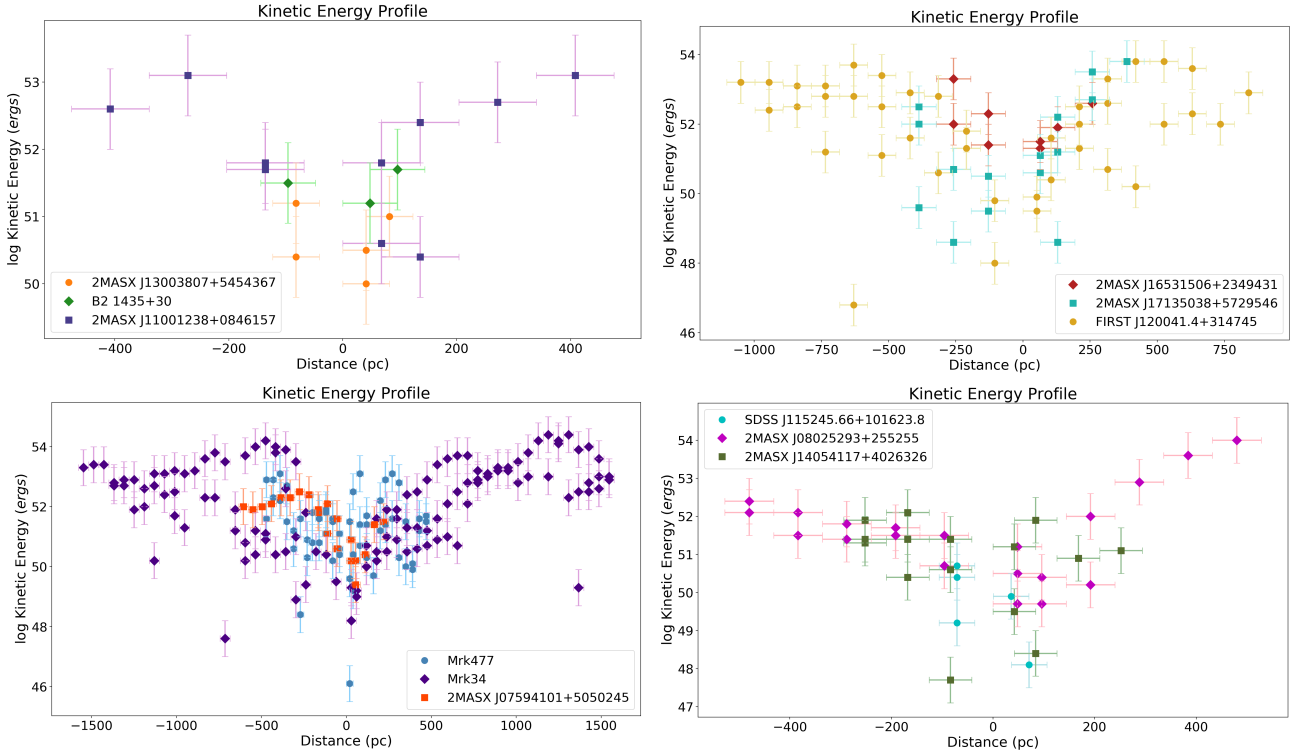 Kinetic Energy Profile
log Kinetic Energy (ergs)
53
52
51
50
2MASX J13003807+5454367
B2 1435+30
2MASX J11001238+0846157
−400
−200
0
200
400
Distance (pc)
Kinetic Energy Profile
log Kinetic Energy (ergs)
54
52
50
48
46
2MASX J16531506+2349431
2MASX J17135038+5729546
FIRST J120041.4+314745
−1000
−750
−500
−250
0
250
500
750
Distance (pc)
Kinetic Energy Profile
log Kinetic Energy (ergs)
54
52
50
48
46
Mrk477
Mrk34
2MASX J07594101+5050245
−1500
−1000
−500
0
500
1000
1500
Distance (pc)
Kinetic Energy Profile
log Kinetic Energy (ergs)
54
53
52
51
50
49
48
47
SDSS J115245.66+101623.8
2MASX J08025293+255255
2MASX J14054117+4026326
−400
−200
0
200
400
Distance (pc)